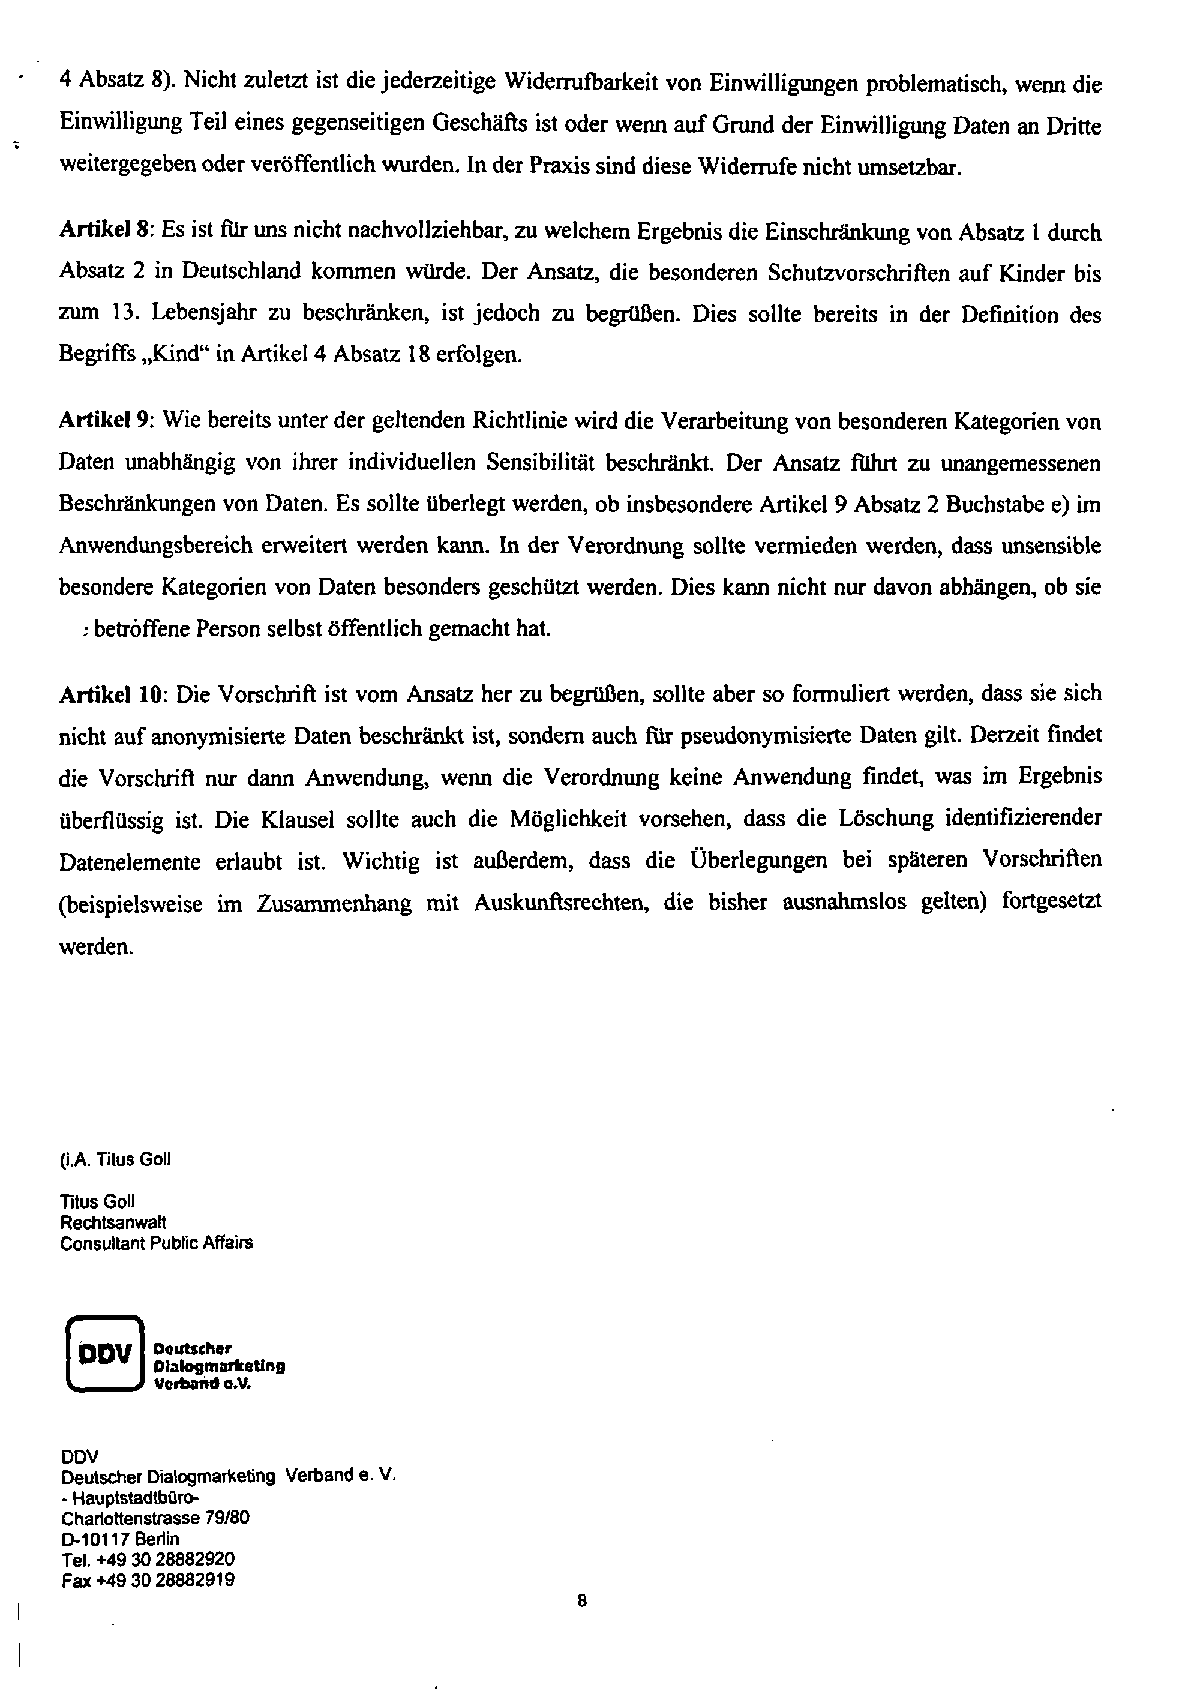 4 Absatz 8). Nicht zuletzt ist die jederzeitige Widerrufbarkeit von Einwilligungen problematisch, wenn die
Einwilligung Teil eines gegenseitigen Geschäfts ist oder wenn auf Grund der Einwilligung Daten an Dritte
weitergegeben oder veröffentlich wurden. In der Praxis sind diese Widerrufe nicht umsetzbar.
Artikel 8: Es ist für uns nicht nachvollziehbar, zu welchem Ergebnis die Einschränkung von Absatz 1 durch
Absatz 2 in Deutschland kommen würde. Der Ansatz, die besonderen Schutzvorschriften auf Kinder bis
zum 13. Lebensjahr zu beschränken, ist jedoch zu begrüßen. Dies sollte bereits in der Definition des
Begriffs „Kind“ in Artikel 4 Absatz 18 erfolgen.
Artikel 9: Wie bereits unter der geltenden Richtlinie wird die Verarbeitung von besonderen Kategorien von
Daten unabhängig von ihrer individuellen Sensibilität beschränkt. Der Ansatz führt zu unangemessenen
Beschränkungen von Daten. Es sollte überlegt werden, ob insbesondere Artikel 9 Absatz 2 Buchstabe e) im
Anwendungsbereich erweitert werden kann. In der Verordnung sollte vermieden werden, dass unsensible
besondere Kategorien von Daten besonders geschützt werden. Dies kann nicht nur davon abhängen, ob sie
betroffene Person selbst öffentlich gemacht hat.
Artikel 10: Die Vorschrift ist vom Ansatz her zu begrüßen, sollte aber so formuliert werden, dass sie sich
nicht auf anonymisierte Daten beschränkt ist, sondern auch für pseudonymisierte Daten gilt. Derzeit findet
die Vorschrift nur dann Anwendung, wenn die Verordnung keine Anwendung findet, was im Ergebnis
überflüssig ist. Die Klausel sollte auch die Möglichkeit vorsehen, dass die Löschung identifizierender
Datenelemente erlaubt ist. Wichtig ist außerdem, dass die Überlegungen bei späteren Vorschriften
(beispielsweise im Zusammenhang mit Auskunftsrechten, die bisher ausnahmslos gelten) fortgesetzt
werden.
(i.A. Titus Goll
Titus Goll
Rechtsanwalt
Consultant Public Affairs
DDV
Deutscher
Dialogmarketing
Verband e.V.
DDV
Deutscher Dialogmarketing Verband e. V.
- Hauptstadtbüro-
Charlottenstrasse 79/80
D-10117 Berlin
Tel. +49 30 28882920
Fax +49 30 28882919
8